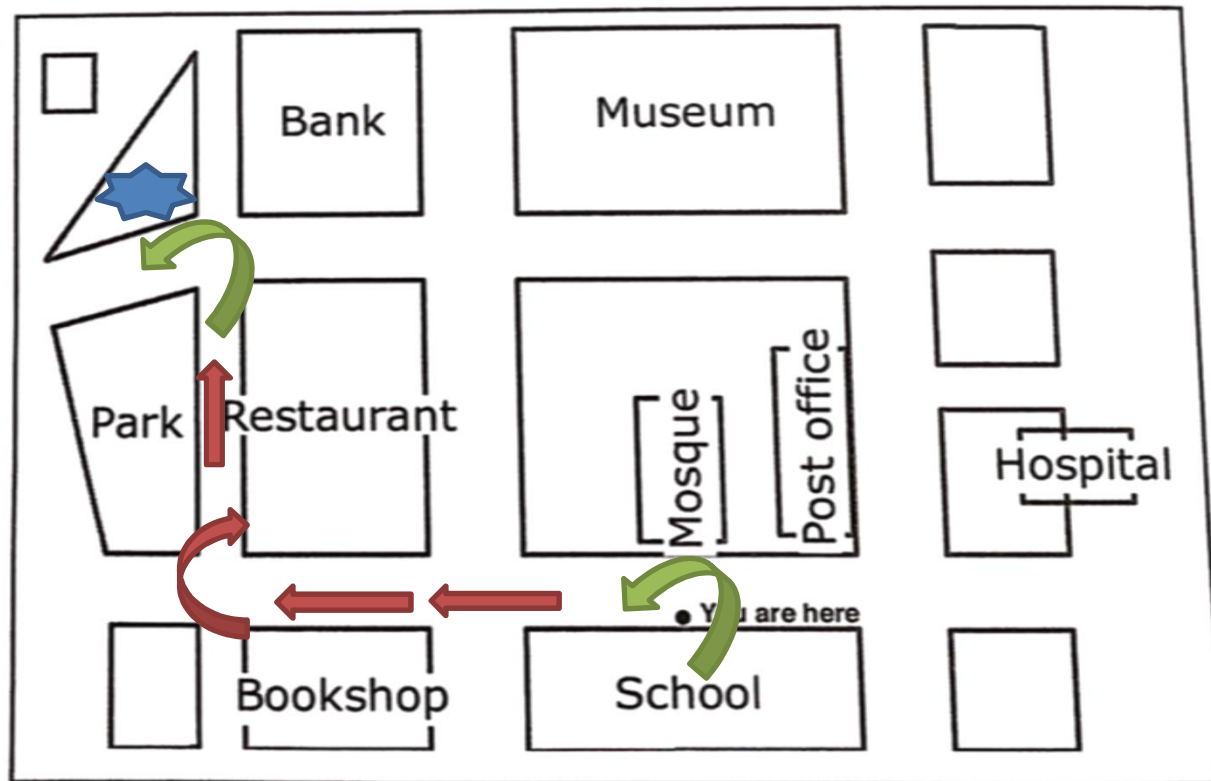 Bank
Museum
Park
Restaurant
Mosque
Post office
Hospital
You are here
Bookshop
School